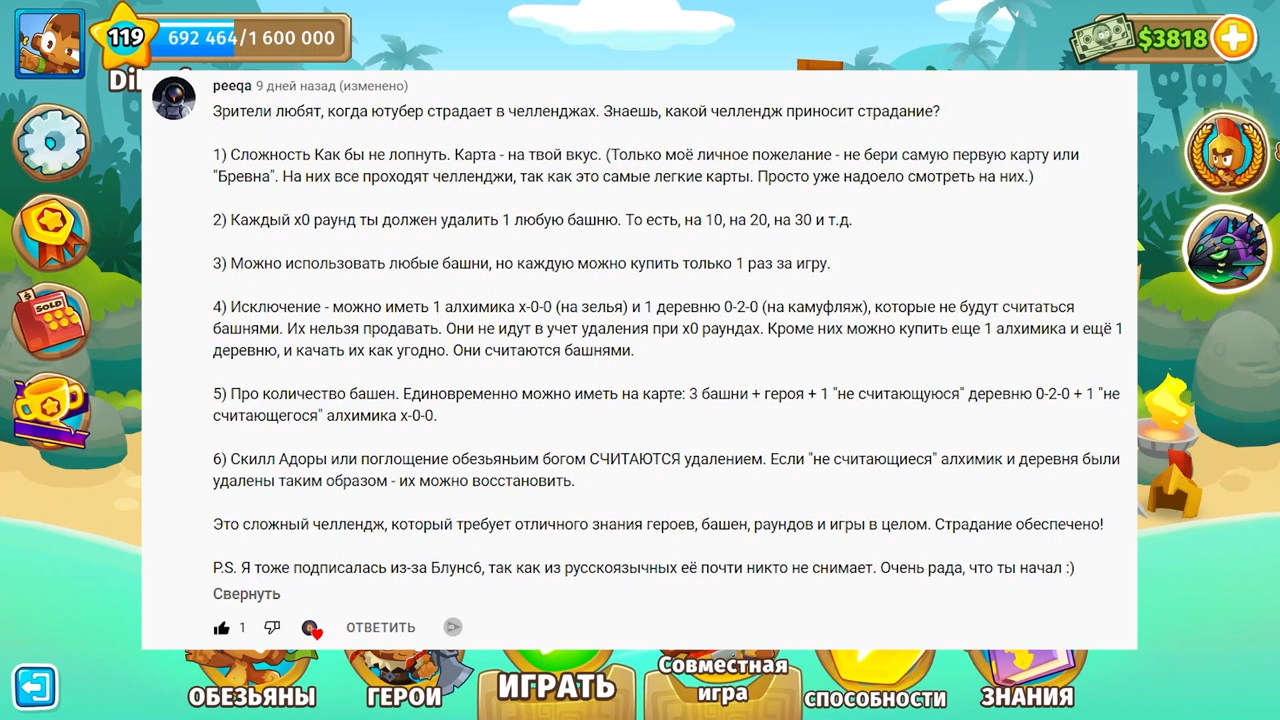 119
692 464/1 600 000
$3818
Di
peeqa 9 дней назад (изменено)
Зрители любят, когда ютубер страдает в челленджах. Знаешь, какой челлендж приносит страдание?
1) Сложность Как бы не лопнуть. Карта - на твой вкус. (Только моё личное пожелание - не бери самую первую карту или
"Бревна". На них все проходят челленджи, так как это самые легкие карты. Просто уже надоело смотреть на них.)
2) Каждый х0 раунд ты должен удалить 1 любую башню. То есть, на 10, на 20, на 30 и т.д.
3) Можно использовать любые башни, но каждую можно купить только 1 раз за игру.
4) Исключение - можно иметь 1 алхимика х-0-0 (на зелья) и 1 деревню 0-2-0 (на камуфляж), которые не будут считаться
башнями. Их нельзя продавать. Они не идут в учет удаления при х0 раундах. Кроме них можно купить еще 1 алхимика и ещё 1
деревню, и качать их как угодно. Они считаются башнями.
5) Про количество башен. Единовременно можно иметь на карте: 3 башни + героя + 1 "не считающуюся" деревню 0-2-0 + 1 "не
считающегося" алхимика х-0-0.
6) Скилл Адоры или поглощение обезьяньим богом СЧИТАЮТСЯ удалением. Если "не считающиеся" алхимик и деревня были
удалены таким образом - их можно восстановить.
Это сложный челлендж, который требует отличного знания героев, башен, раундов и игры в целом. Страдание обеспечено!
P.S. Я тоже подписалась из-за Блунс6, так как из русскоязычных её почти никто не снимает. Очень рада, что ты начал :)
Свернуть
1 ОТВЕТИТЬ
SOLD
ОБЕЗЬЯНЫ
ГЕРОИ
ИГРАТЬ
Совместная
игра
СПОСОБНОСТИ
ЗНАНИЯ